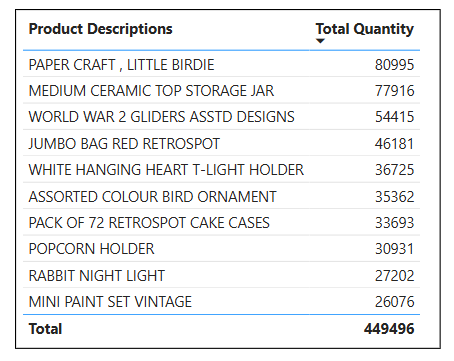 Product Descriptions Total Quantity
PAPER CRAFT , LITTLE BIRDIE 80995
MEDIUM CERAMIC TOP STORAGE JAR 77916
WORLD WAR 2 GLIDERS ASSTD DESIGNS 54415
JUMBO BAG RED RETROSPOT 46181
WHITE HANGING HEART T-LIGHT HOLDER 36725
ASSORTED COLOUR BIRD ORNAMENT 35362
PACK OF 72 RETROSPOT CAKE CASES 33693
POPCORN HOLDER 30931
RABBIT NIGHT LIGHT 27202
MINI PAINT SET VINTAGE 26076
Total 449496